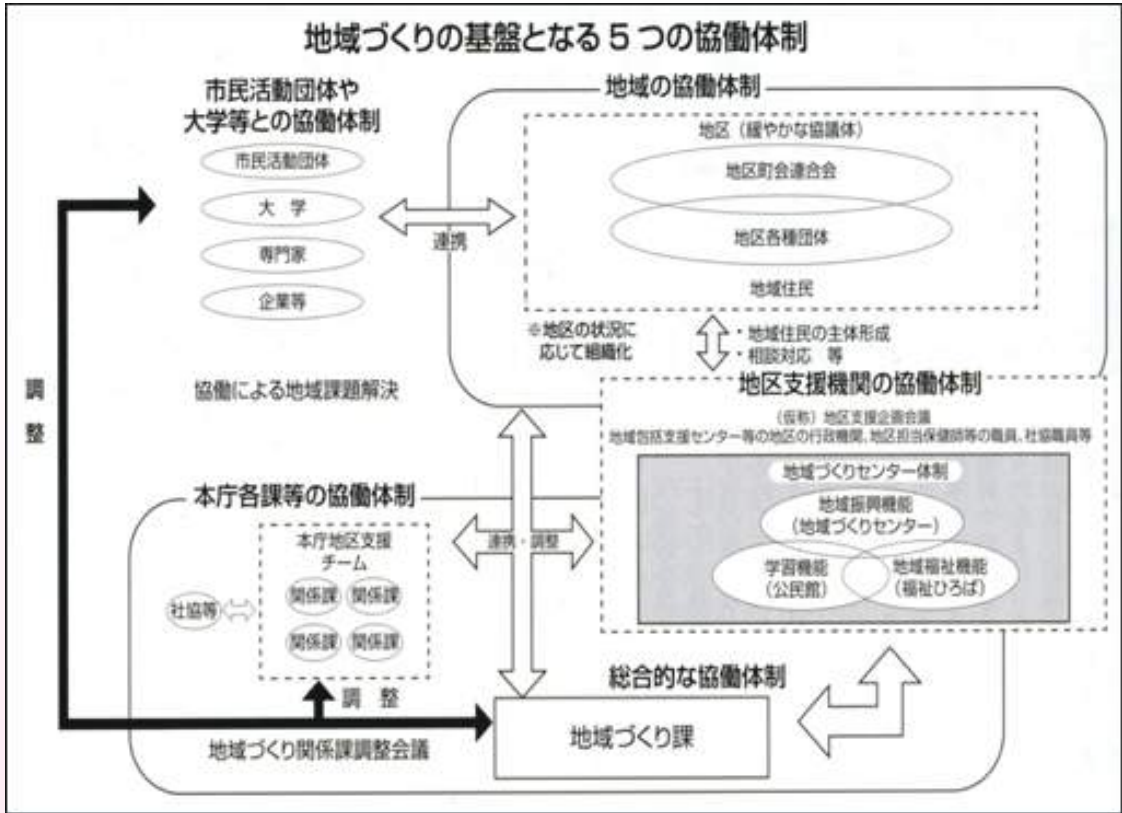 地域づくりの基盤となる5つの協働体制
市民活動団体や
大学等との協働体制
市民活動団体
大 学
専門家
企業等
協働による地域課題解決
調
整
連携
地域の協働体制
地区（緩やかな協議体）
地区町会連合会
地区各種団体
地域住民
※地区の状況に
応じて組織化
・地域住民の主体形成
・相談対応 等
地区支援機関の協働体制
（仮称）地区支援企画会議
地域包括支援センター等の地区の行政機関、地区担当保健師等の職員、社協職員等
地域づくりセンター体制
地域振興機能
（地域づくりセンター）
学習機能
（公民館）
地域福祉機能
（福祉ひろば）
本庁各課等の協働体制
本庁地区支援
チーム
関係課 関係課
関係課 関係課
社協等
連携・調整
調 整
地域づくり関係課調整会議
総合的な協働体制
地域づくり課